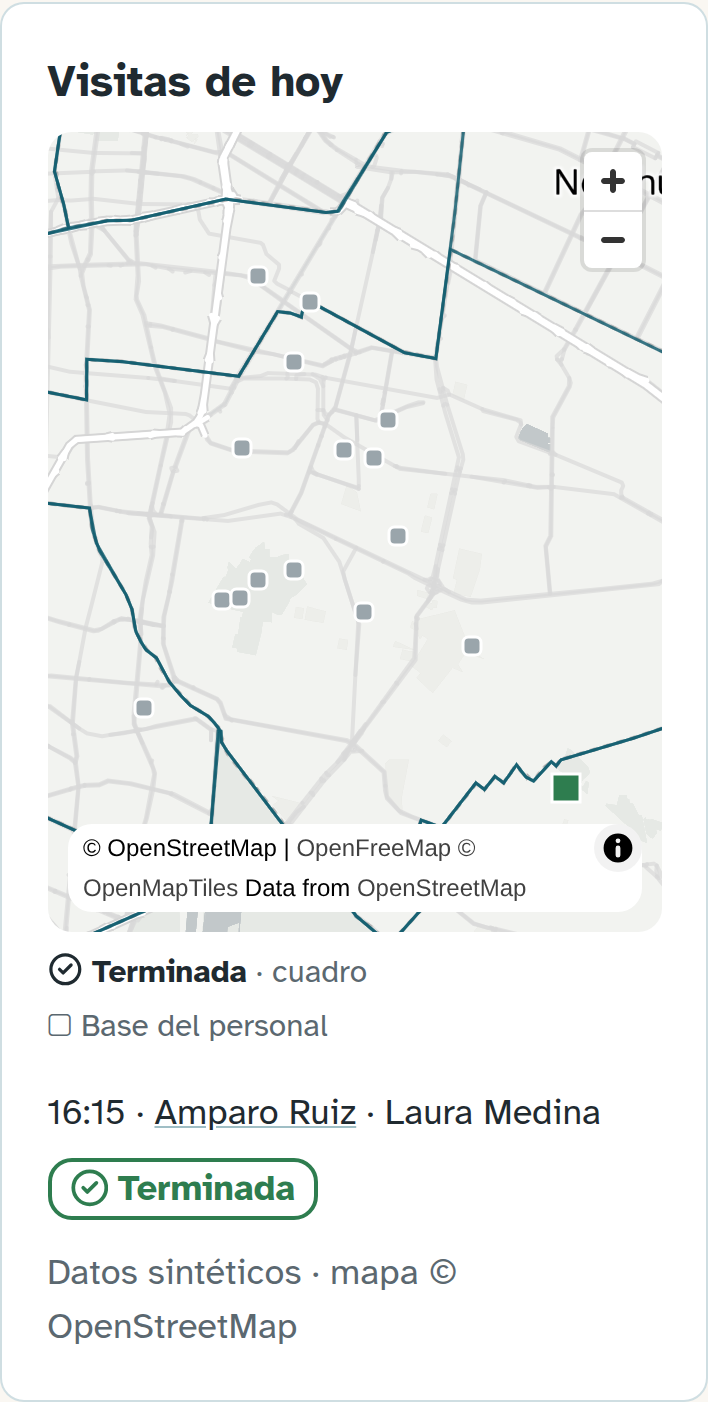 Visitas de hoy
+
−
© OpenStreetMap | OpenFreeMap ©
OpenMapTiles Data from OpenStreetMap
Terminada · cuadro
Base del personal
16:15 · Amparo Ruiz · Laura Medina
Terminada
Datos sintéticos · mapa ©
OpenStreetMap